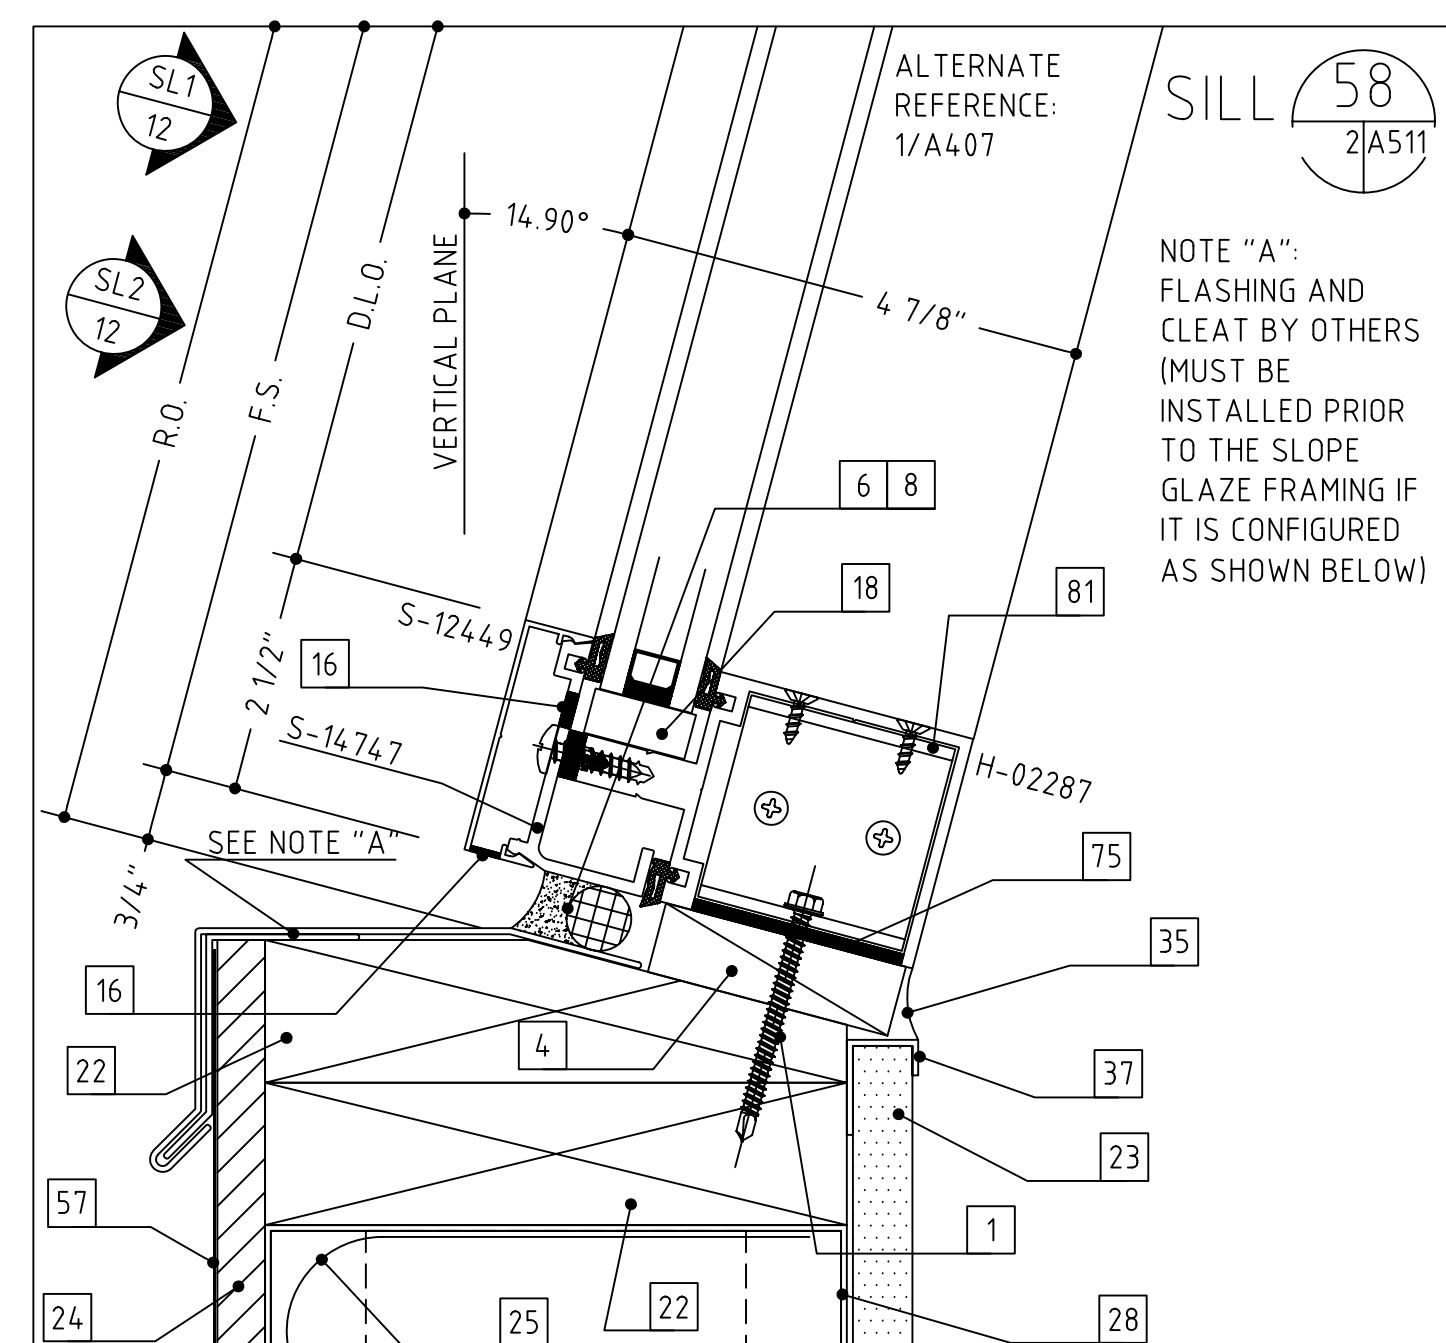 SL1
12
SL2
12
R.O.
F.S.
D.L.O.
VERTICAL PLANE
14.90°
4 7/8"
ALTERNATE
REFERENCE:
1/A407
SILL
58
2 A511
NOTE "A":
FLASHING AND
CLEAT BY OTHERS
(MUST BE
INSTALLED PRIOR
TO THE SLOPE
GLAZE FRAMING IF
IT IS CONFIGURED
AS SHOWN BELOW)
6 8
18
81
S-12449
16
2 1/2"
S-14747
H-02287
SEE NOTE "A"
3/4"
75
35
16
4
22
37
23
57
1
24
25
22
28